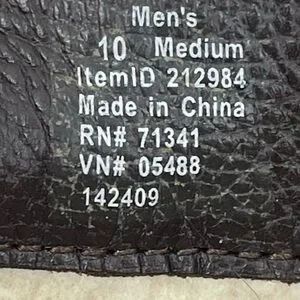 Men's
10 Medium
ItemID 212984
Made in China
RN# 71341
VN# 05488
142409